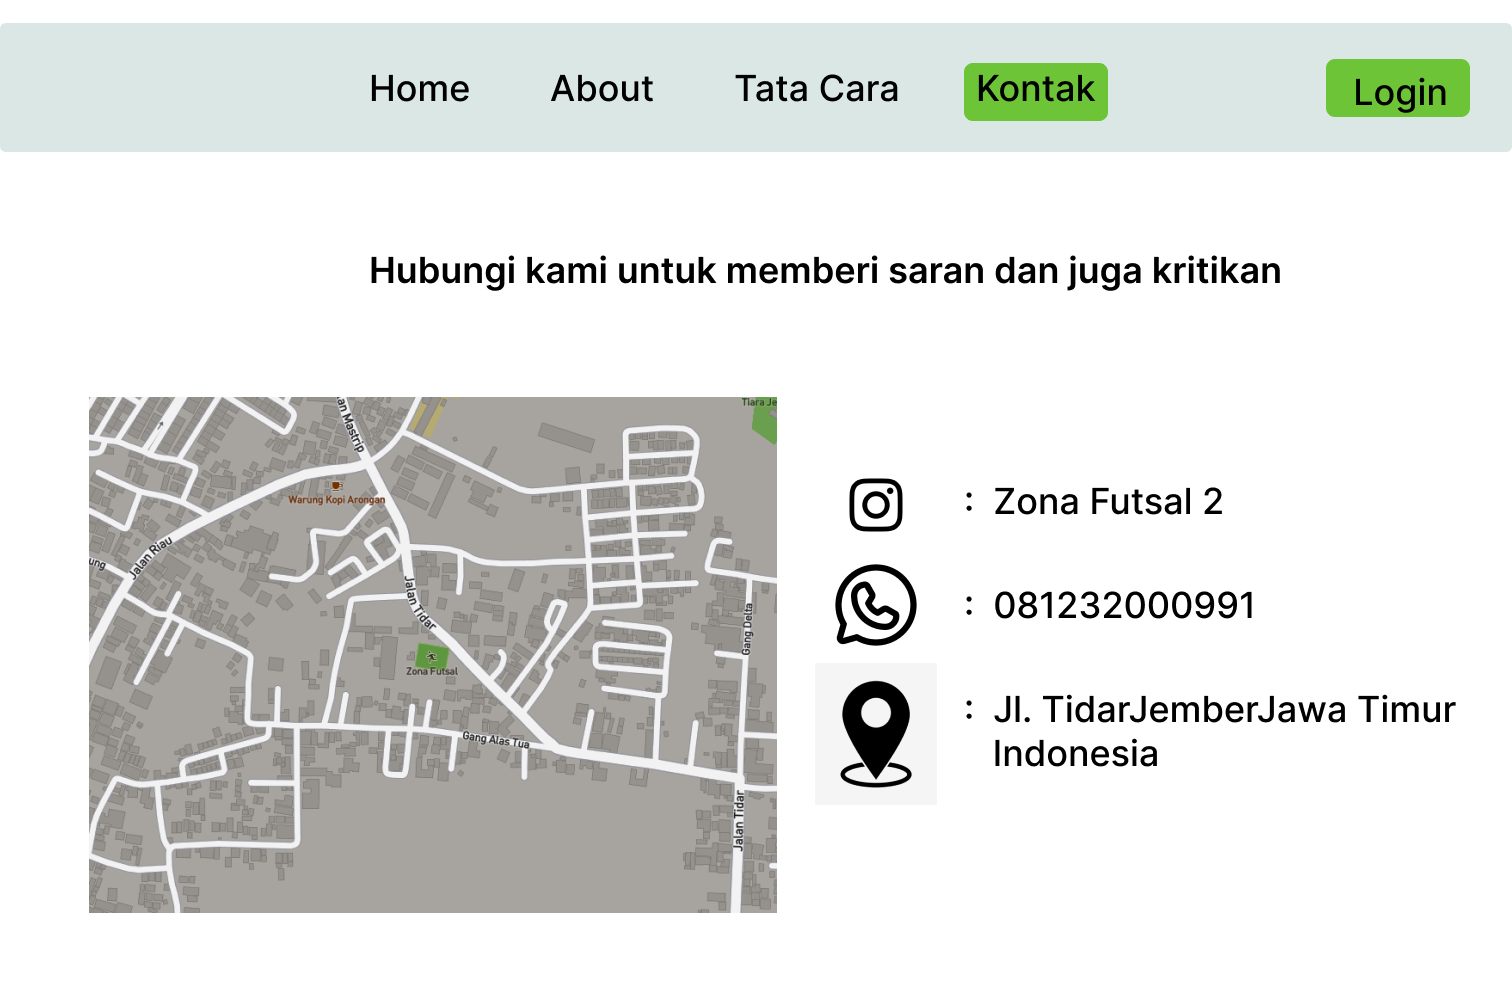 Home
About
Tata Cara
Kontak
Login
Hubungi kami untuk memberi saran dan juga kritikan
an Mastrip
Tiara Je
Warung Kopi Arongan
Jalan Riau
ung
Jalan Tidar
Gang Delta
Zona Futsal
Gang Alas Tua
Jalan Tidar
: Zona Futsal 2
: 081232000991
: Jl. TidarJemberJawa Timur
Indonesia